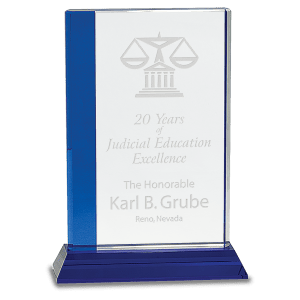 20 Years
of
Judicial Education
Excellence
The Honorable
Karl B. Grube
Reno, Nevada